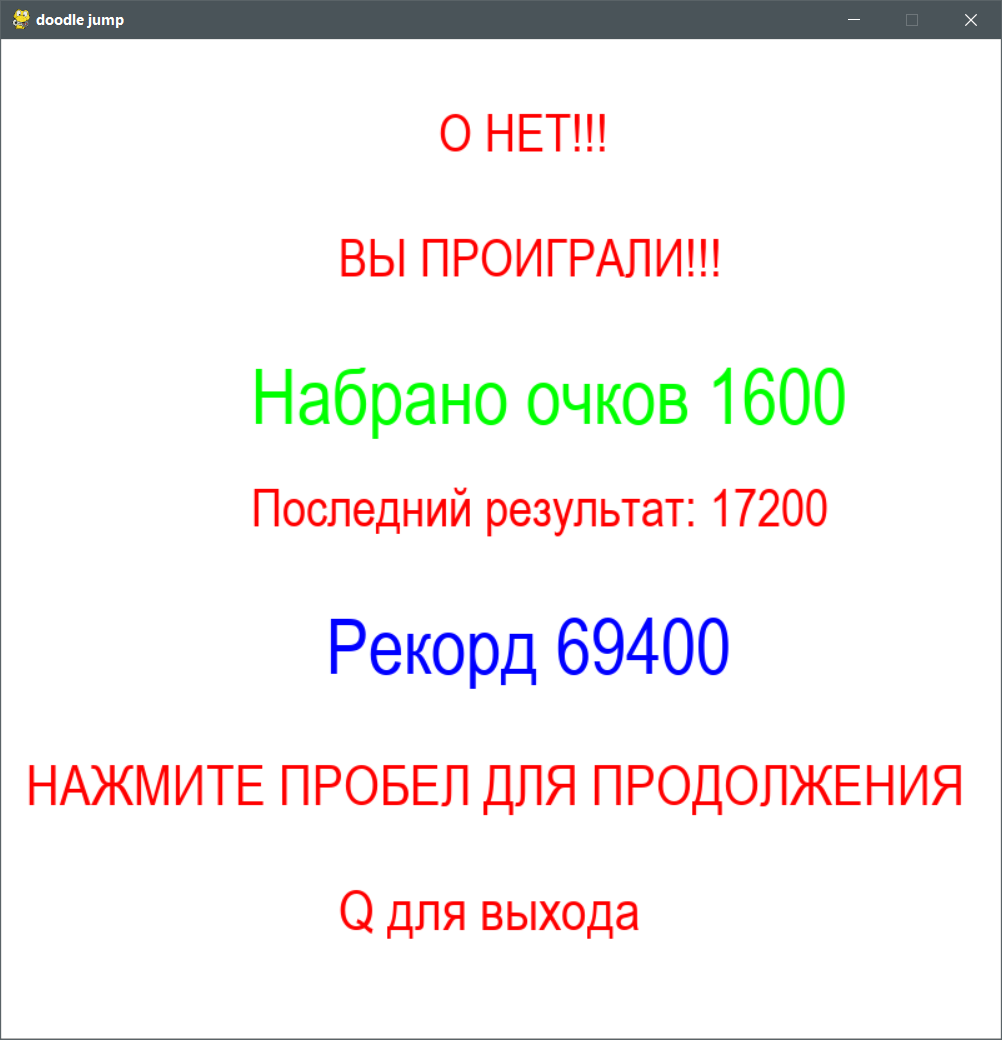 doodle jump
О НЕТ!!!
ВЫ ПРОИГРАЛИ!!!
Набрано очков 1600
Последний результат: 17200
Рекорд 69400
НАЖМИТЕ ПРОБЕЛ ДЛЯ ПРОДОЛЖЕНИЯ
Q для выхода